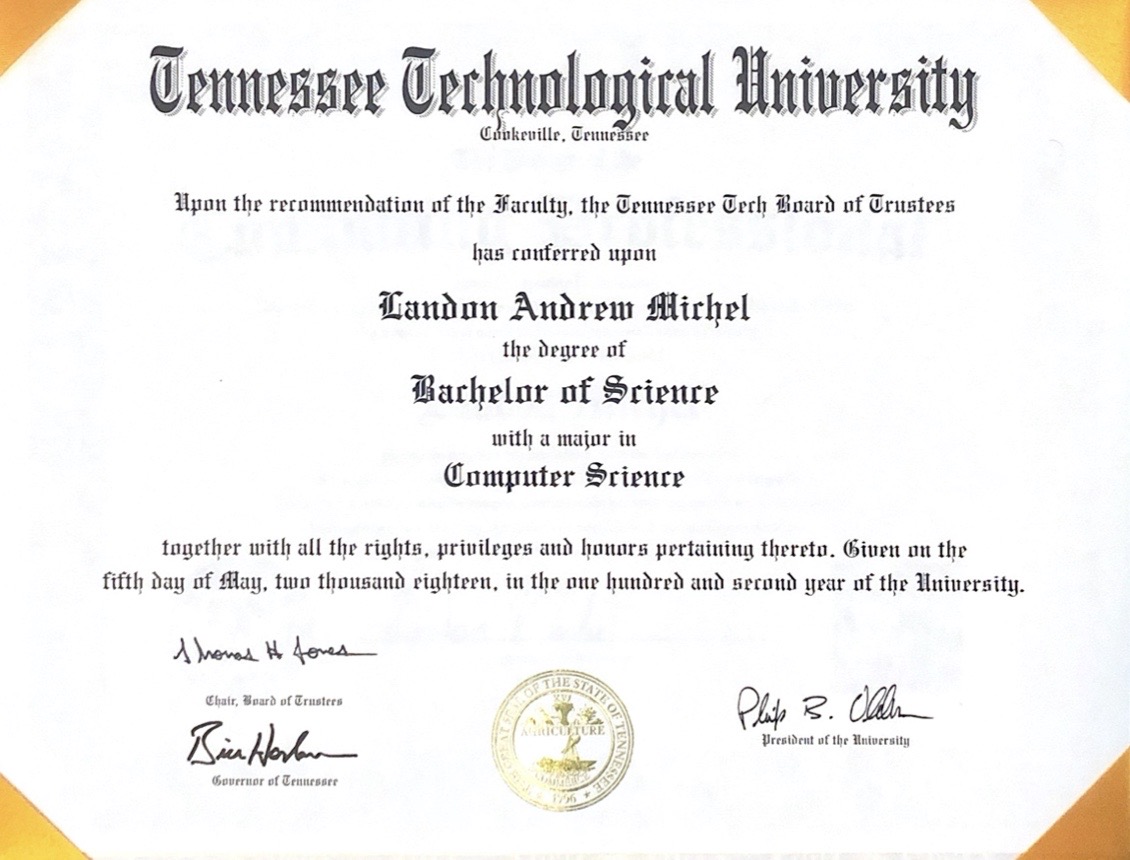 Tennessee Technological University
Cookeville, Tennessee
Upon the recommendation of the Faculty, the Tennessee Tech Board of Trustees
has conferred upon
Landon Andrew Michel
the degree of
Bachelor of Science
with a major in
Computer Science
together with all the rights, privileges and honors pertaining thereto. Given on the
fifth day of May, two thousand eighteen, in the one hundred and second year of the University.
Thomas H Jones
Chair, Board of Trustees
Bill Haslam
Governor of Tennessee
THE GREAT SEAL OF THE STATE OF TENNESSEE
XVI
AGRICULTURE
COMMERCE
1796
Philip B. Oldham
President of the University